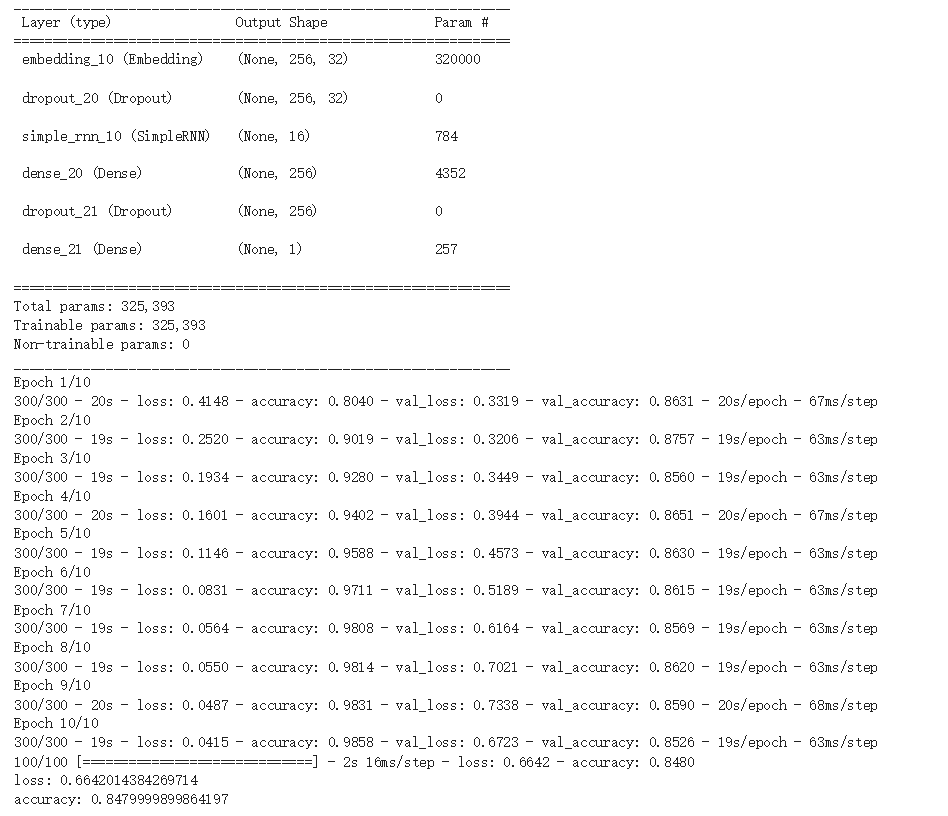 Layer (type) Output Shape Param #
=================================================================
embedding_10 (Embedding) (None, 256, 32) 320000
dropout_20 (Dropout) (None, 256, 32) 0
simple_rnn_10 (SimpleRNN) (None, 16) 784
dense_20 (Dense) (None, 256) 4352
dropout_21 (Dropout) (None, 256) 0
dense_21 (Dense) (None, 1) 257
=================================================================
Total params: 325,393
Trainable params: 325,393
Non-trainable params: 0
_________________________________________________________________
Epoch 1/10
300/300 - 20s - loss: 0.4148 - accuracy: 0.8040 - val_loss: 0.3319 - val_accuracy: 0.8631 - 20s/epoch - 67ms/step
Epoch 2/10
300/300 - 19s - loss: 0.2520 - accuracy: 0.9019 - val_loss: 0.3206 - val_accuracy: 0.8757 - 19s/epoch - 63ms/step
Epoch 3/10
300/300 - 19s - loss: 0.1934 - accuracy: 0.9280 - val_loss: 0.3449 - val_accuracy: 0.8560 - 19s/epoch - 63ms/step
Epoch 4/10
300/300 - 20s - loss: 0.1601 - accuracy: 0.9402 - val_loss: 0.3944 - val_accuracy: 0.8651 - 20s/epoch - 67ms/step
Epoch 5/10
300/300 - 19s - loss: 0.1146 - accuracy: 0.9588 - val_loss: 0.4573 - val_accuracy: 0.8630 - 19s/epoch - 63ms/step
Epoch 6/10
300/300 - 19s - loss: 0.0831 - accuracy: 0.9711 - val_loss: 0.5189 - val_accuracy: 0.8615 - 19s/epoch - 63ms/step
Epoch 7/10
300/300 - 19s - loss: 0.0564 - accuracy: 0.9808 - val_loss: 0.6164 - val_accuracy: 0.8569 - 19s/epoch - 63ms/step
Epoch 8/10
300/300 - 19s - loss: 0.0550 - accuracy: 0.9814 - val_loss: 0.7021 - val_accuracy: 0.8620 - 19s/epoch - 63ms/step
Epoch 9/10
300/300 - 20s - loss: 0.0487 - accuracy: 0.9831 - val_loss: 0.7338 - val_accuracy: 0.8590 - 20s/epoch - 68ms/step
Epoch 10/10
300/300 - 19s - loss: 0.0415 - accuracy: 0.9858 - val_loss: 0.6723 - val_accuracy: 0.8526 - 19s/epoch - 63ms/step
100/100 [==============================] - 2s 16ms/step - loss: 0.6642 - accuracy: 0.8480
loss: 0.6642014384269714
accuracy: 0.8479999899864197